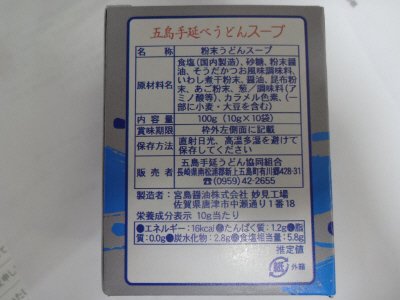 五島手延べうどんスープ
名称 粉末うどんスープ
原材料名 食塩(国内製造)、砂糖、粉末醤
油、そうだかつお風味調味料、
いわし煮干粉末、醤油、昆布粉
末、あご粉末、葱/調味料(ア
ミノ酸等)、カラメル色素、(一
部に小麦・大豆を含む)
内容量 100g(10g×10袋)
賞味期限 枠外左側面に記載
保存方法 直射日光、高温多湿を避けて
保存してください
販売者 五島手延うどん協同組合
長崎県南松浦郡新上五島町有川郷428-31
☎(0959)42-2655
製造者:宮島醤油株式会社 妙見工場
佐賀県唐津市中瀬通り1番18
栄養成分表示 10g当たり
●エネルギー:16kcal●たんぱく質:1.2g●脂
質:0.0g●炭水化物:2.8g●食塩相当量:5.8g
推定値
紙 外箱